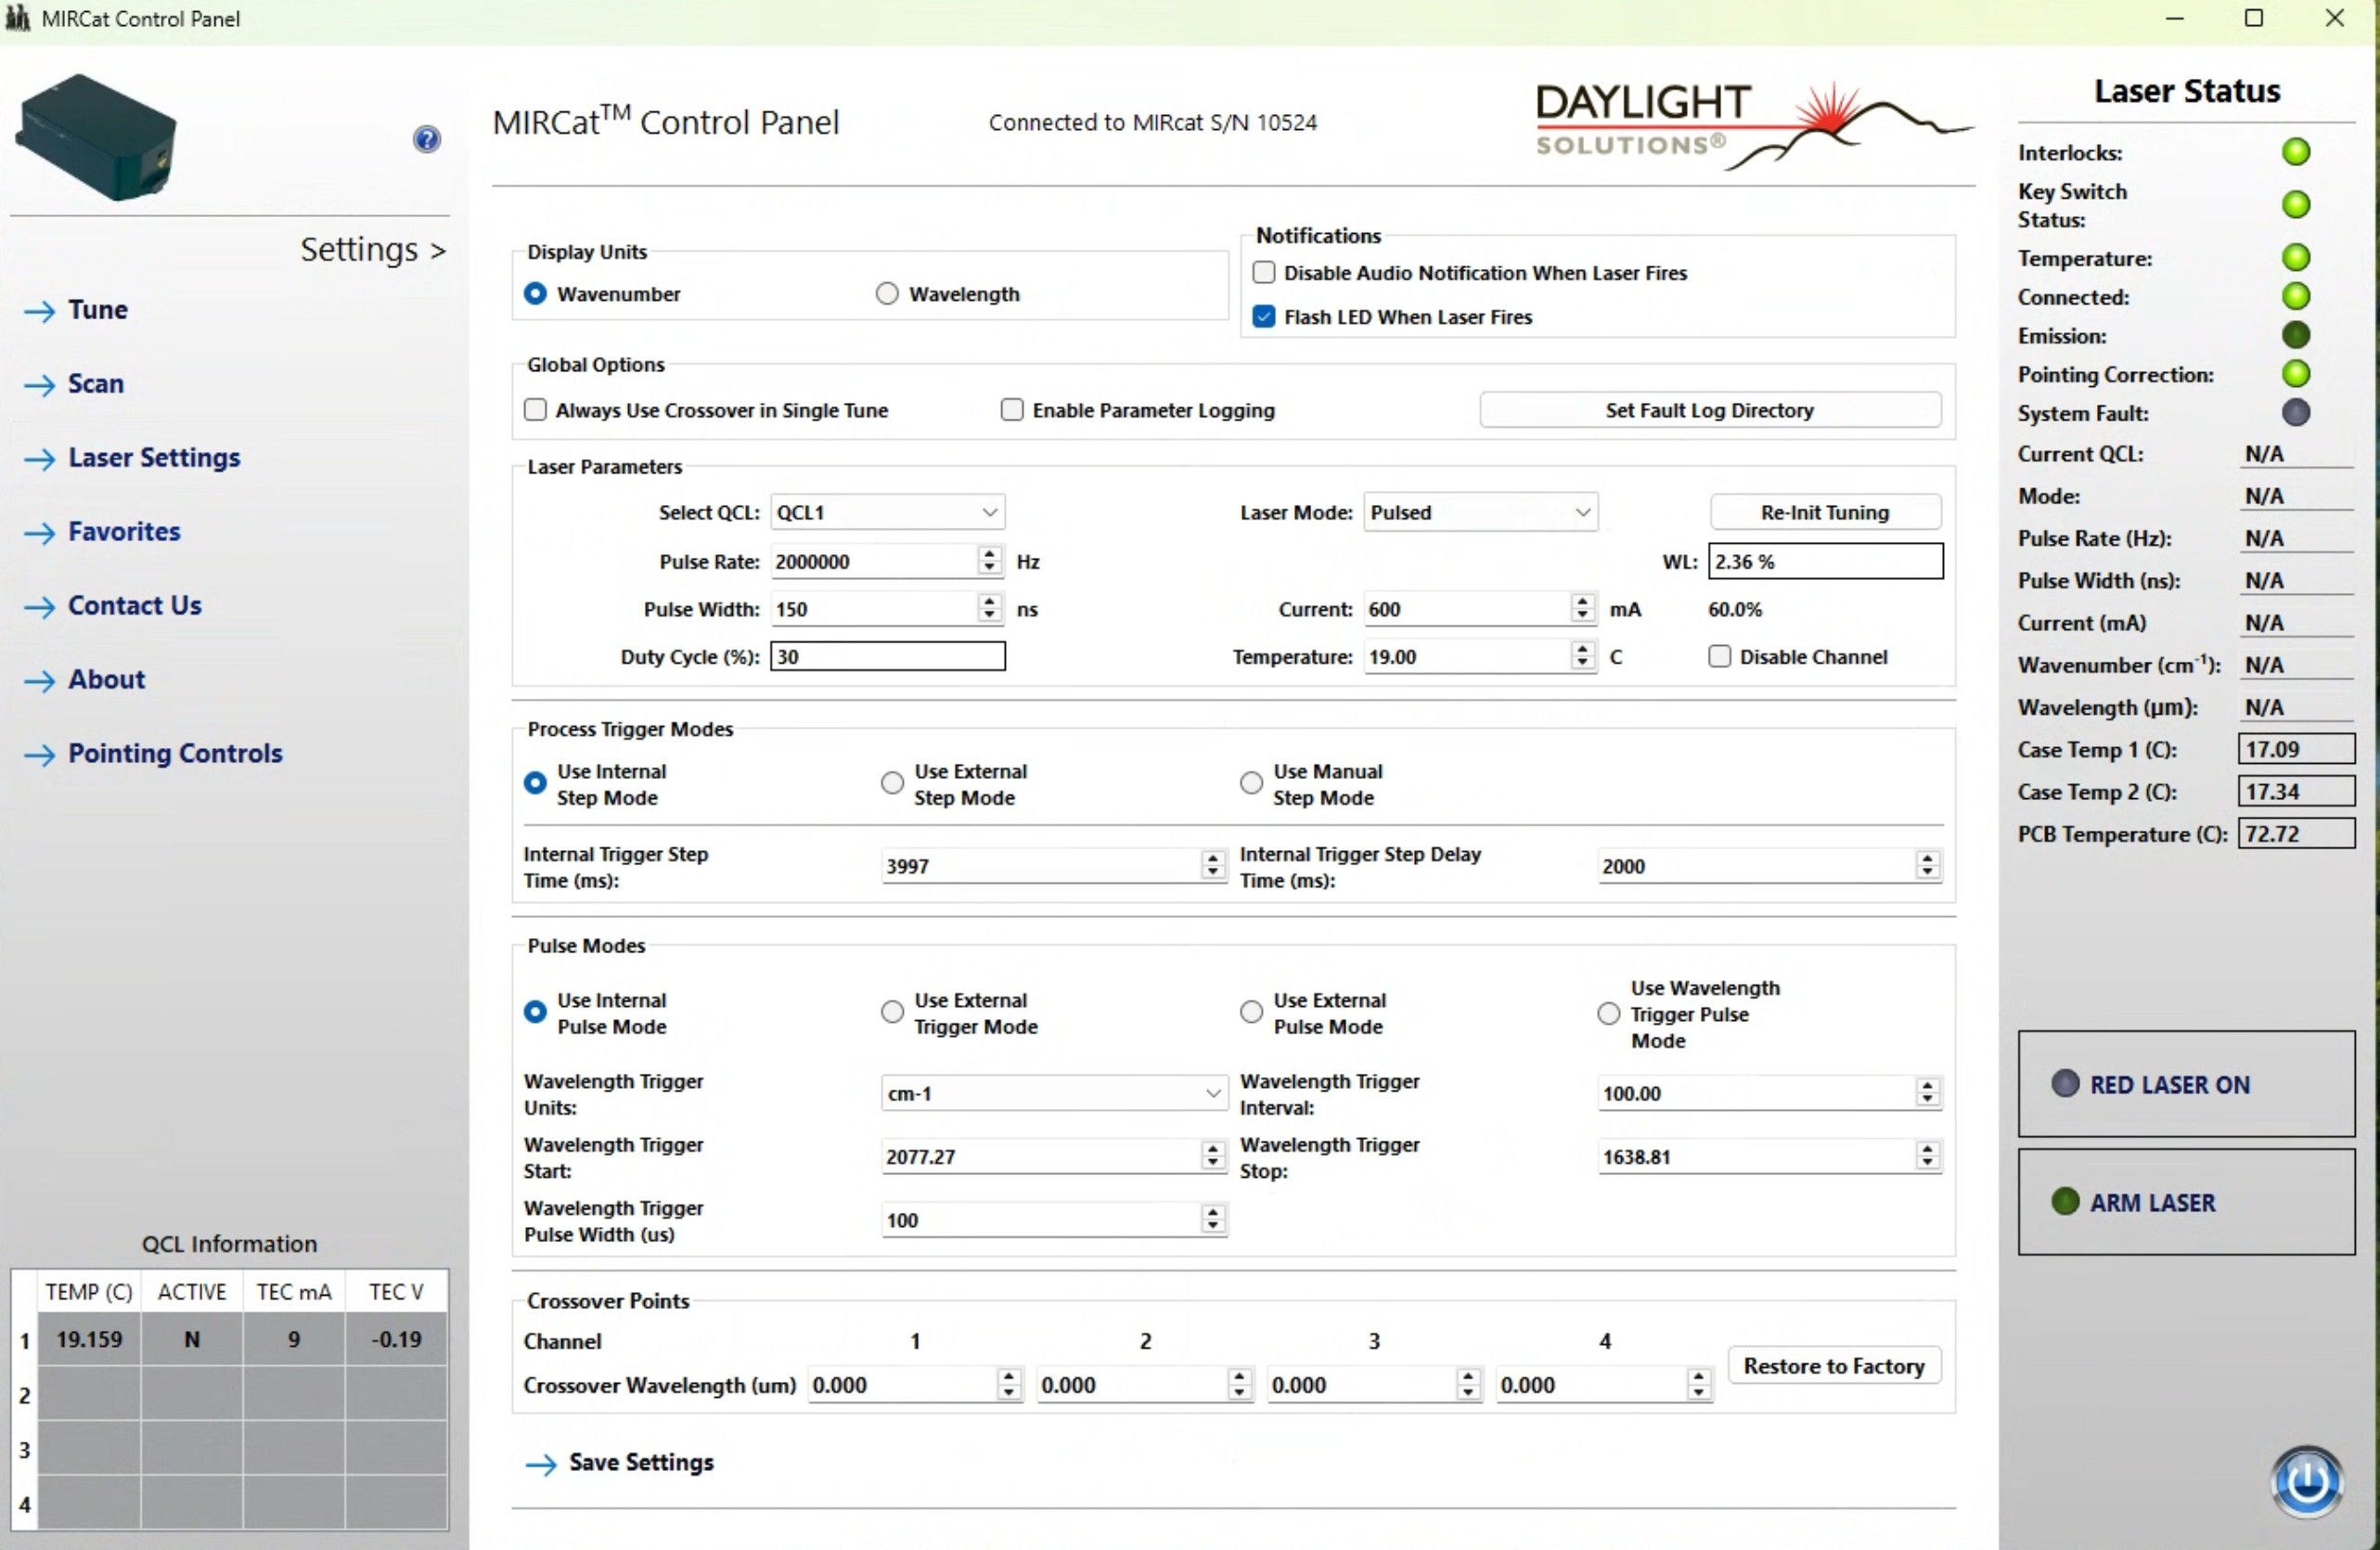 MIRCat Control Panel
Settings >
Tune
Scan
Laser Settings
Favorites
Contact Us
About
Pointing Controls
QCL Information
TEMP (C) ACTIVE TEC mA TEC V
1 19.159 N 9 -0.19
2
3
4
MIRCat™ Control Panel
Connected to MIRcat S/N 10524
DAYLIGHT
SOLUTIONS®
Display Units
Wavenumber Wavelength
Notifications
Disable Audio Notification When Laser Fires
Flash LED When Laser Fires
Global Options
Always Use Crossover in Single Tune Enable Parameter Logging Set Fault Log Directory
Laser Parameters
Select QCL: QCL1 Laser Mode: Pulsed Re-Init Tuning
Pulse Rate: 2000000 Hz WL: 2.36 %
Pulse Width: 150 ns Current: 600 mA 60.0%
Duty Cycle (%): 30 Temperature: 19.00 C Disable Channel
Process Trigger Modes
Use Internal
Step Mode
Use External
Step Mode
Use Manual
Step Mode
Internal Trigger Step
Time (ms):
3997
Internal Trigger Step Delay
Time (ms):
2000
Pulse Modes
Use Internal
Pulse Mode
Use External
Trigger Mode
Use External
Pulse Mode
Use Wavelength
Trigger Pulse
Mode
Wavelength Trigger
Units:
cm-1
Wavelength Trigger
Interval:
100.00
Wavelength Trigger
Start:
2077.27
Wavelength Trigger
Stop:
1638.81
Wavelength Trigger
Pulse Width (us)
100
Crossover Points
Channel 1 2 3 4
Crossover Wavelength (um) 0.000 0.000 0.000 0.000
Restore to Factory
Save Settings
Laser Status
Interlocks:
Key Switch
Status:
Temperature:
Connected:
Emission:
Pointing Correction:
System Fault:
Current QCL: N/A
Mode: N/A
Pulse Rate (Hz): N/A
Pulse Width (ns): N/A
Current (mA) N/A
Wavenumber (cm⁻¹): N/A
Wavelength (µm): N/A
Case Temp 1 (C): 17.09
Case Temp 2 (C): 17.34
PCB Temperature (C): 72.72
RED LASER ON
ARM LASER